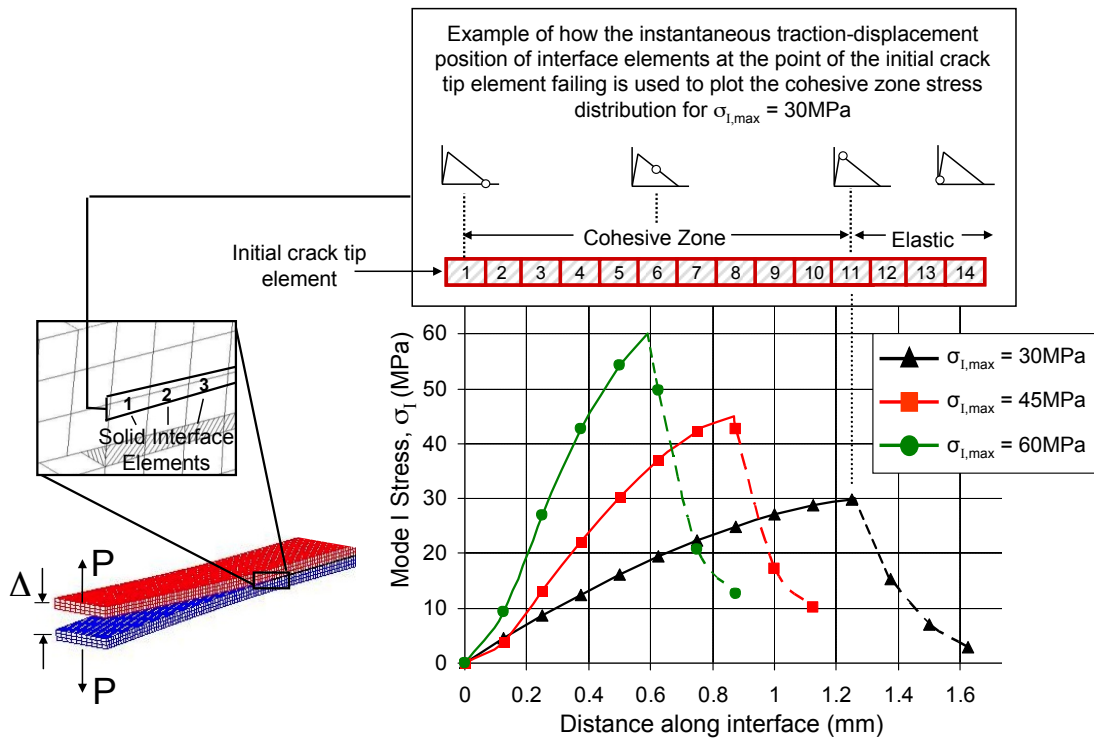 Example of how the instantaneous traction-displacement
position of interface elements at the point of the initial crack
tip element failing is used to plot the cohesive zone stress
distribution for σI,max = 30MPa
Cohesive Zone
Elastic
Initial crack tip
element
1 2 3 4 5 6 7 8 9 10 11 12 13 14
1 2 3
Solid Interface
Elements
P
Δ
P
Mode I Stress, σI (MPa)
60
50
40
30
20
10
0
0 0.2 0.4 0.6 0.8 1 1.2 1.4 1.6
Distance along interface (mm)
σI,max = 30MPa
σI,max = 45MPa
σI,max = 60MPa